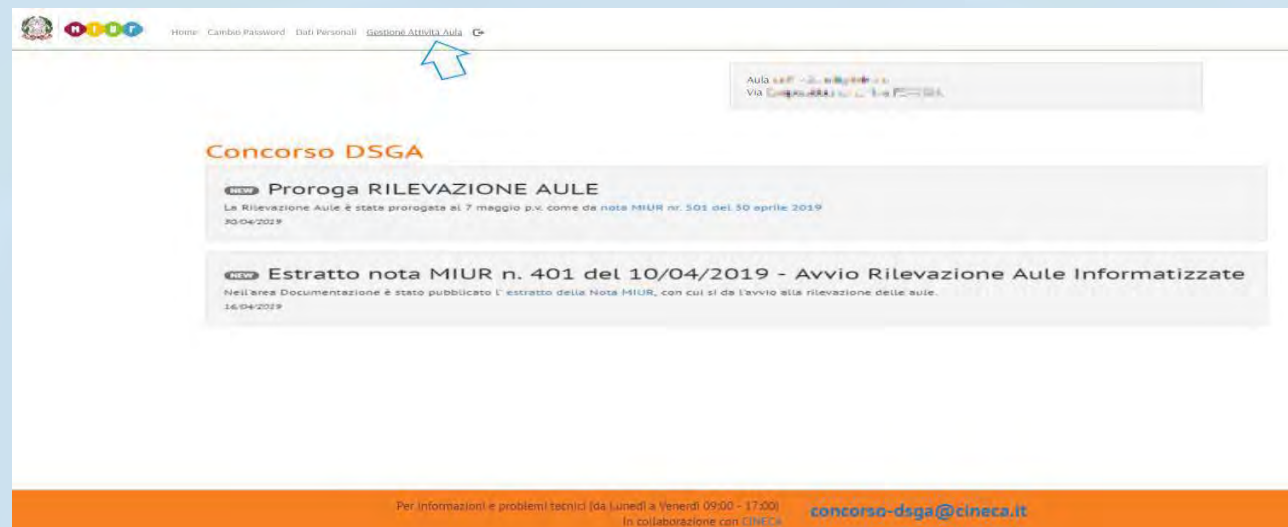 MIUR
Home Cambio Password Dati Personali Gestione Attività Aula
Aula
Via
Concorso DSGA
NEW Proroga RILEVAZIONE AULE
La Rilevazione Aule è stata prorogata al 7 maggio p.v. come da nota MIUR nr. 501 del 30 aprile 2019
30/04/2019
NEW Estratto nota MIUR n. 401 del 10/04/2019 - Avvio Rilevazione Aule Informatizzate
Nell'area Documentazione è stato pubblicato l' estratto della Nota MIUR, con cui si da l'avvio alla rilevazione delle aule.
16/04/2019
Per informazioni e problemi tecnici (da Lunedì a Venerdì 09:00 - 17:00)
In collaborazione con CINECA
concorso-dsga@cineca.it